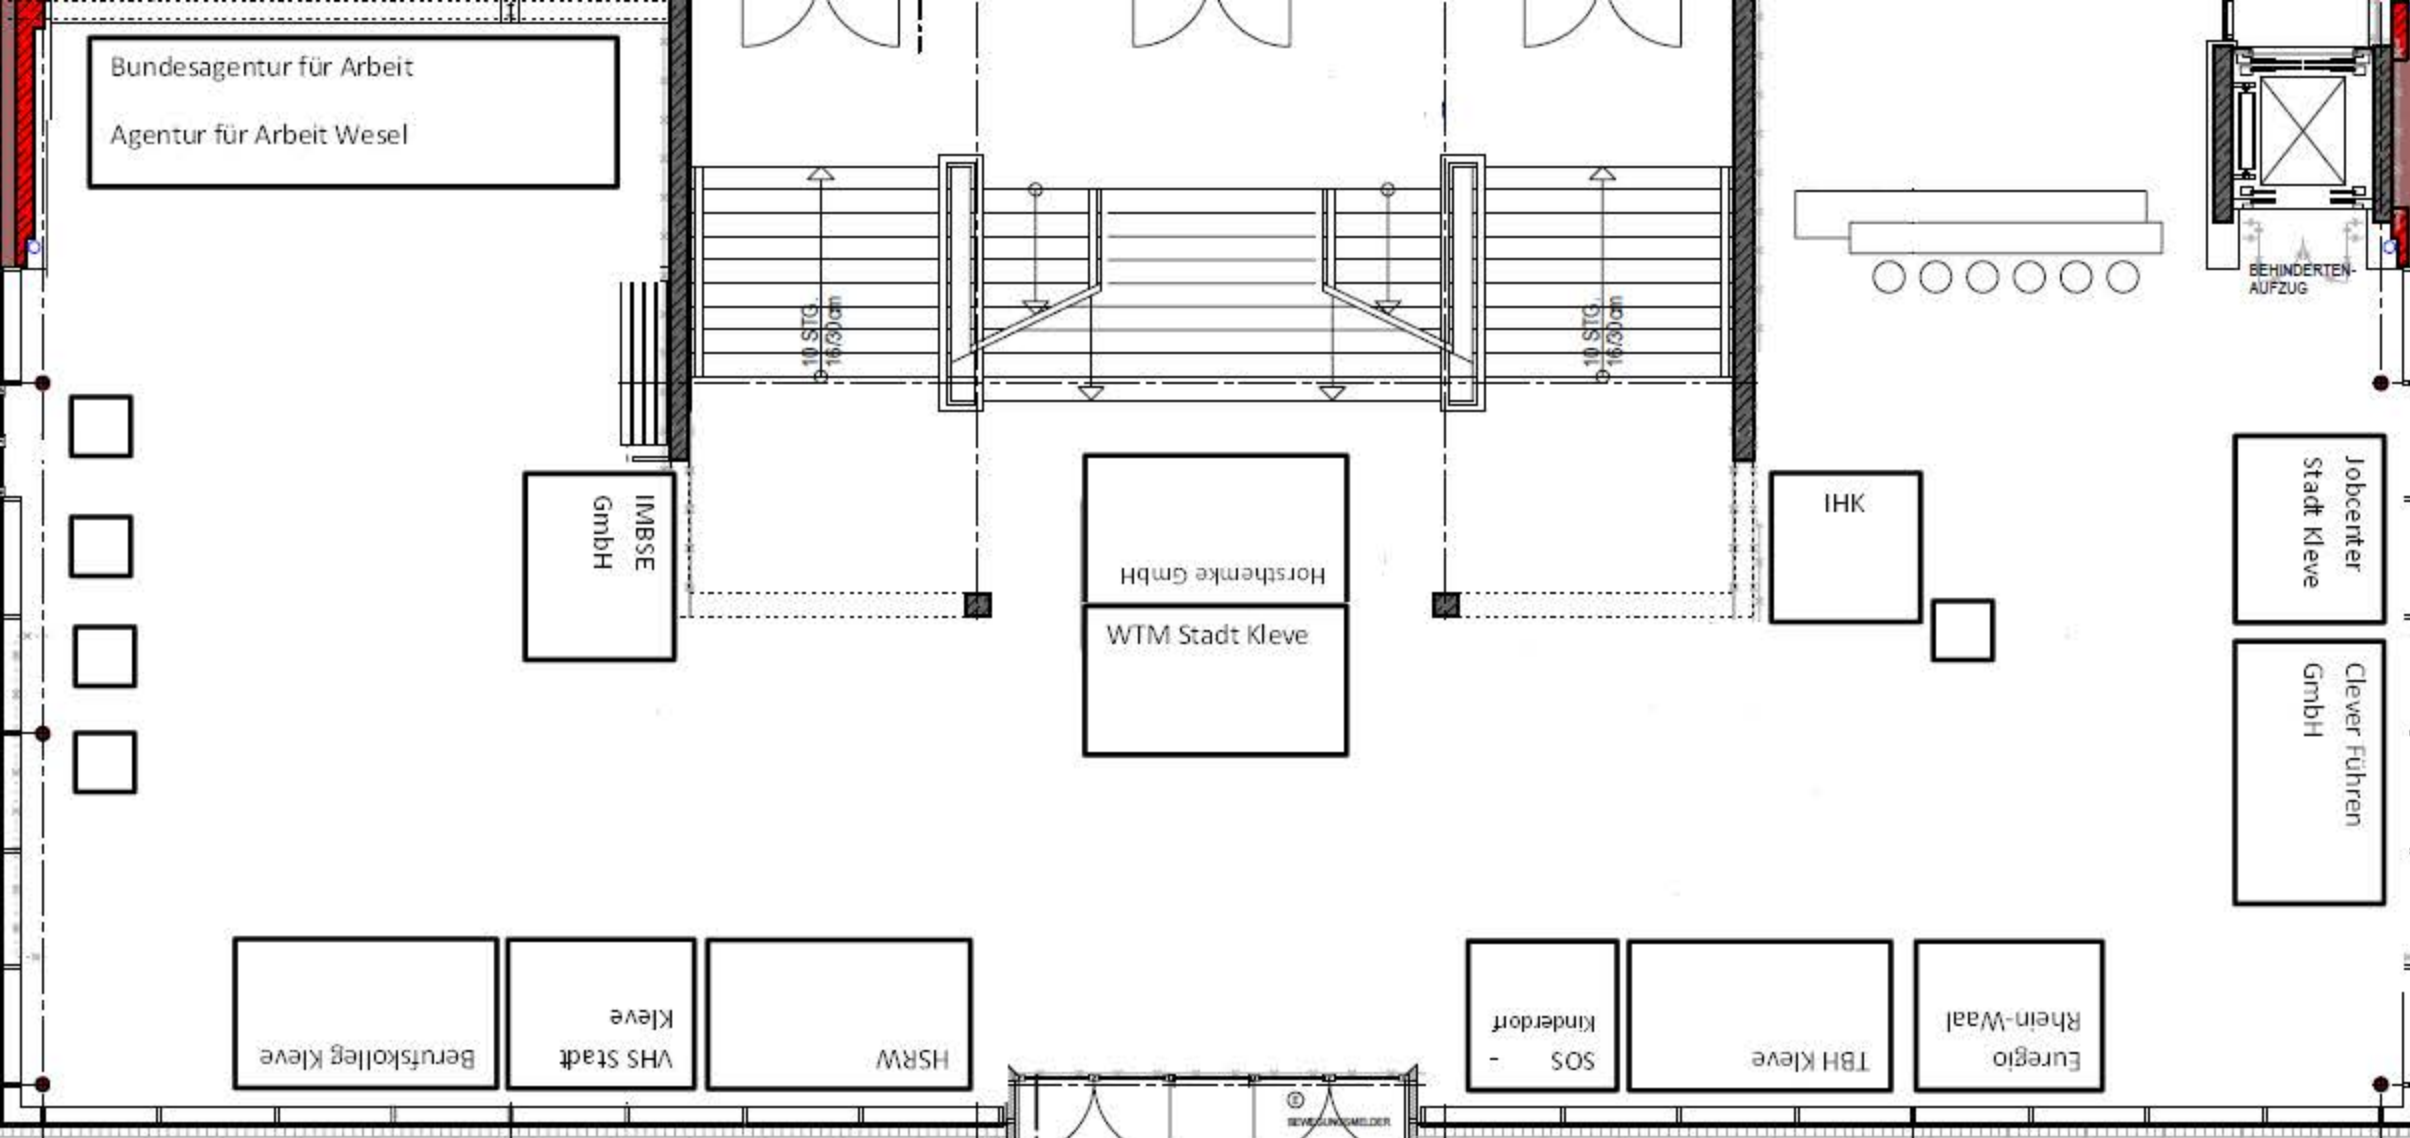 Bundesagentur für Arbeit
Agentur für Arbeit Wesel
10 STG.
16/30cm
10 STG.
16/30cm
BEHINDERTEN-
AUFZUG
IMBSE
GmbH
Horsthemke GmbH
WTM Stadt Kleve
IHK
Jobcenter
Stadt Kleve
Clever Führen
GmbH
Berufskolleg Kleve
VHS Stadt
Kleve
HSRW
SOS -
Kinderdorf
TBH Kleve
Euregio
Rhein-Waal
BEWEGUNGSMELDER